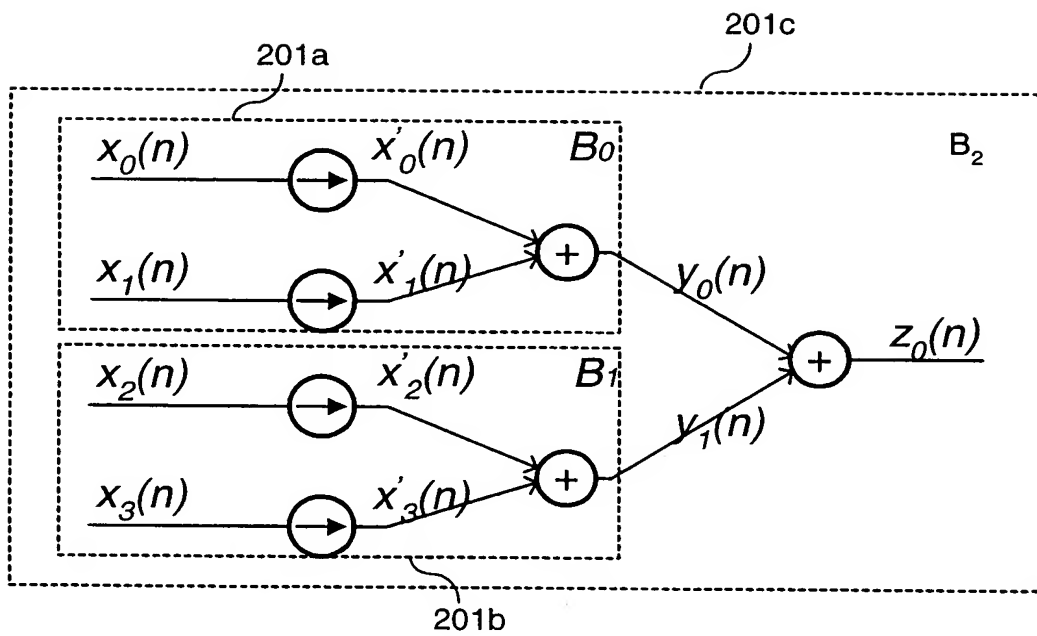 201c
201a
x₀(n) x'₀(n) B₀ B₂
+
x₁(n) x'₁(n) y₀(n)
+ z₀(n)
x₂(n) x'₂(n) B₁
y₁(n)
+
x₃(n) x'₃(n)
201b